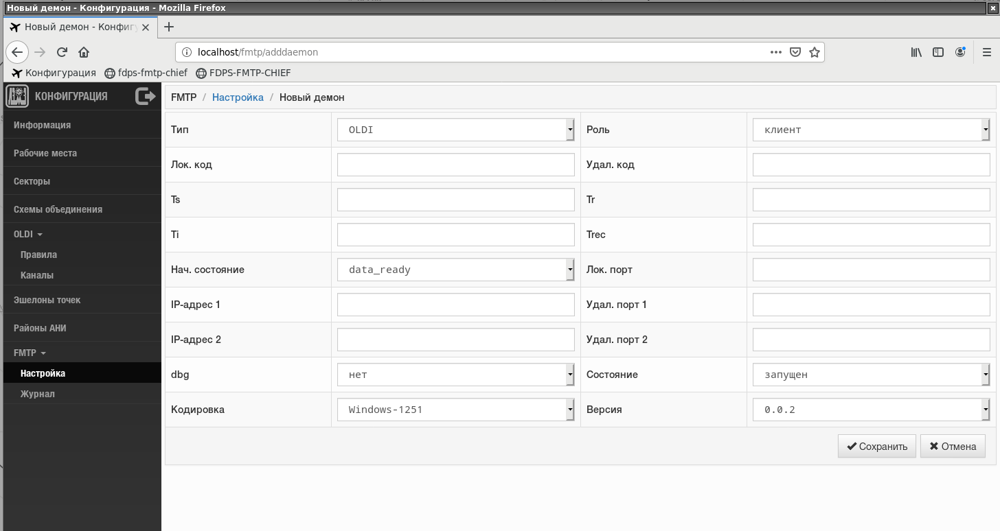 Новый демон - Конфигурация - Mozilla Firefox
Новый демон - Конфигу
localhost/fmtp/adddaemon
Конфигурация fdps-fmtp-chief FDPS-FMTP-CHIEF
КОНФИГУРАЦИЯ
Информация
Рабочие места
Секторы
Схемы объединения
OLDI
Правила
Каналы
Эшелоны точек
Районы АНИ
FMTP
Настройка
Журнал
FMTP / Настройка / Новый демон
Тип OLDI Роль клиент
Лок. код Удал. код
Ts Tr
Ti Trec
Нач. состояние data_ready Лок. порт
IP-адрес 1 Удал. порт 1
IP-адрес 2 Удал. порт 2
dbg нет Состояние запущен
Кодировка Windows-1251 Версия 0.0.2
Сохранить Отмена